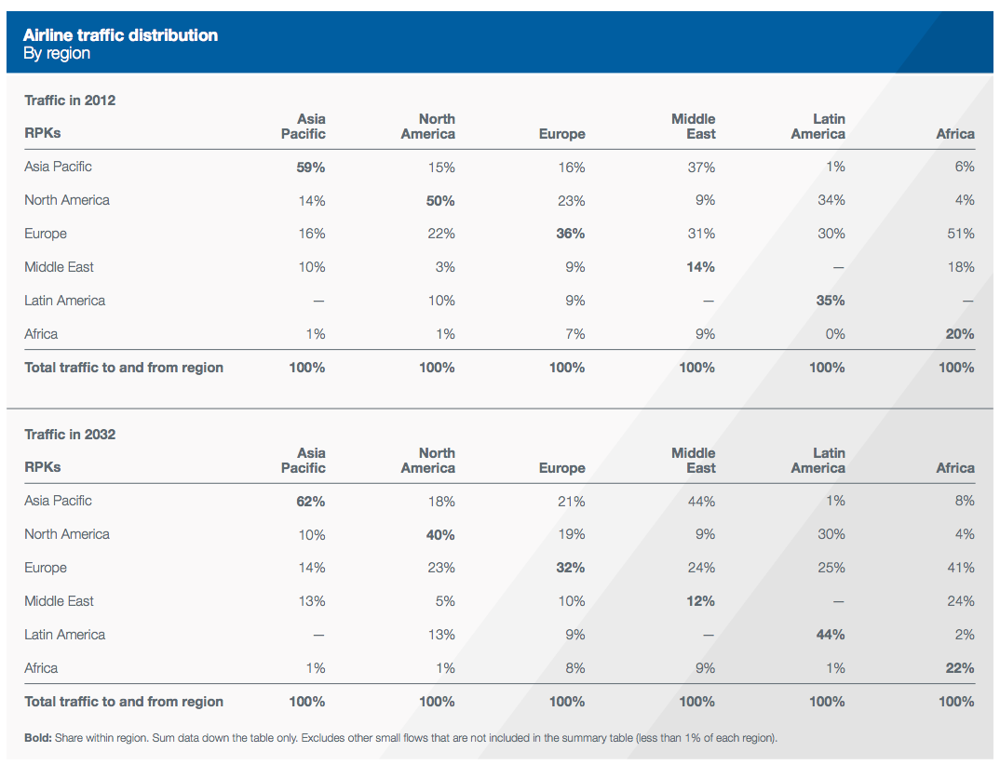 Airline traffic distribution
By region
Traffic in 2012
RPKs Asia Pacific North America Europe Middle East Latin America Africa
Asia Pacific 59% 15% 16% 37% 1% 6%
North America 14% 50% 23% 9% 34% 4%
Europe 16% 22% 36% 31% 30% 51%
Middle East 10% 3% 9% 14% — 18%
Latin America — 10% 9% — 35% —
Africa 1% 1% 7% 9% 0% 20%
Total traffic to and from region 100% 100% 100% 100% 100% 100%
Traffic in 2032
RPKs Asia Pacific North America Europe Middle East Latin America Africa
Asia Pacific 62% 18% 21% 44% 1% 8%
North America 10% 40% 19% 9% 30% 4%
Europe 14% 23% 32% 24% 25% 41%
Middle East 13% 5% 10% 12% — 24%
Latin America — 13% 9% — 44% 2%
Africa 1% 1% 8% 9% 1% 22%
Total traffic to and from region 100% 100% 100% 100% 100% 100%
Bold: Share within region. Sum data down the table only. Excludes other small flows that are not included in the summary table (less than 1% of each region).